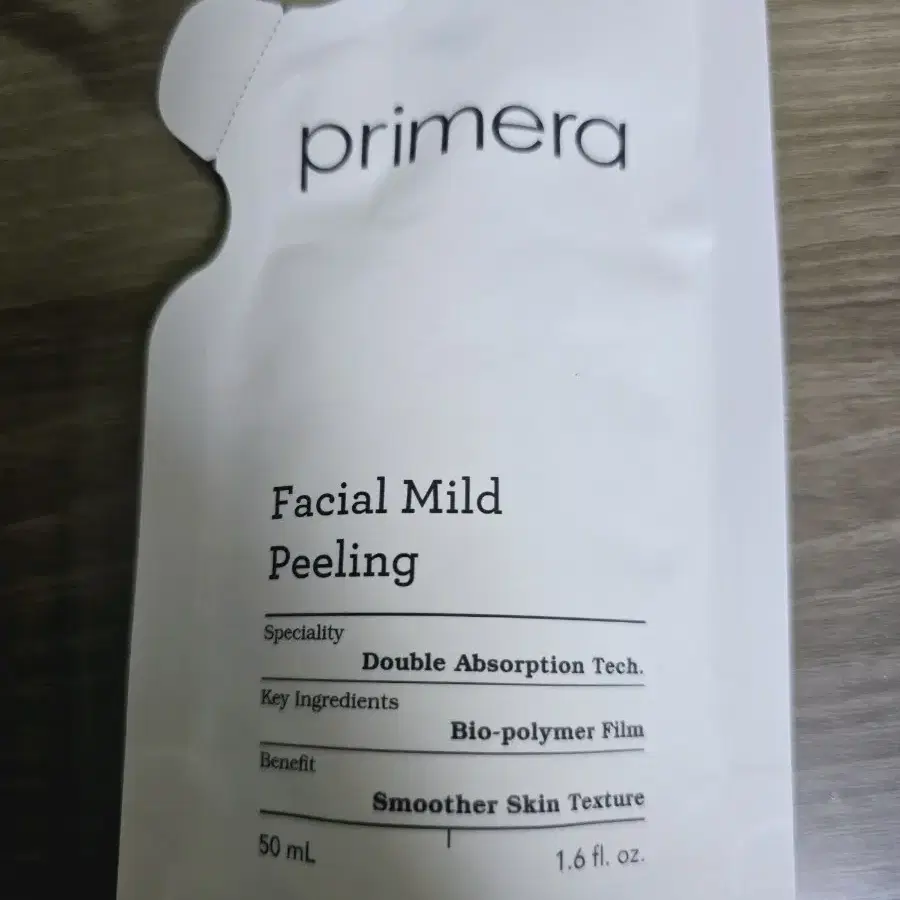 primera
Facial Mild
Peeling
Speciality
Double Absorption Tech.
Key Ingredients
Bio-polymer Film
Benefit
Smoother Skin Texture
50 mL
1.6 fl. oz.